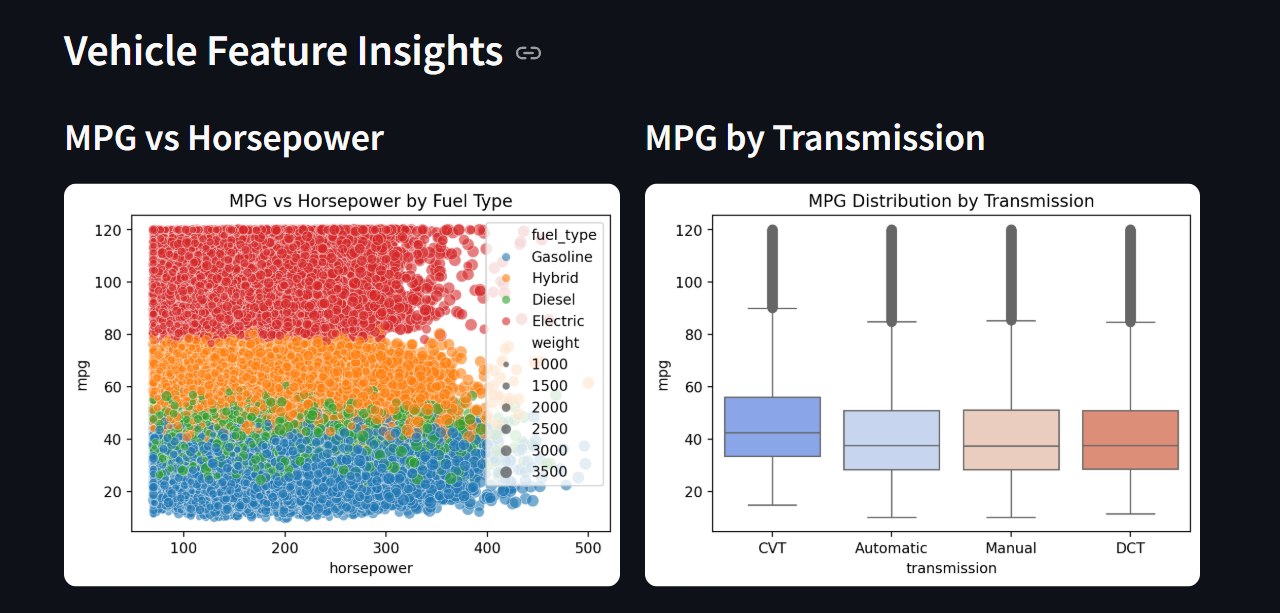 Vehicle Feature Insights
MPG vs Horsepower
MPG vs Horsepower by Fuel Type
120
100
80
60
40
20
mpg
100
200
300
400
500
horsepower
fuel_type
Gasoline
Hybrid
Diesel
Electric
weight
1000
1500
2000
2500
3000
3500
MPG by Transmission
MPG Distribution by Transmission
120
100
80
60
40
20
mpg
CVT
Automatic
Manual
DCT
transmission